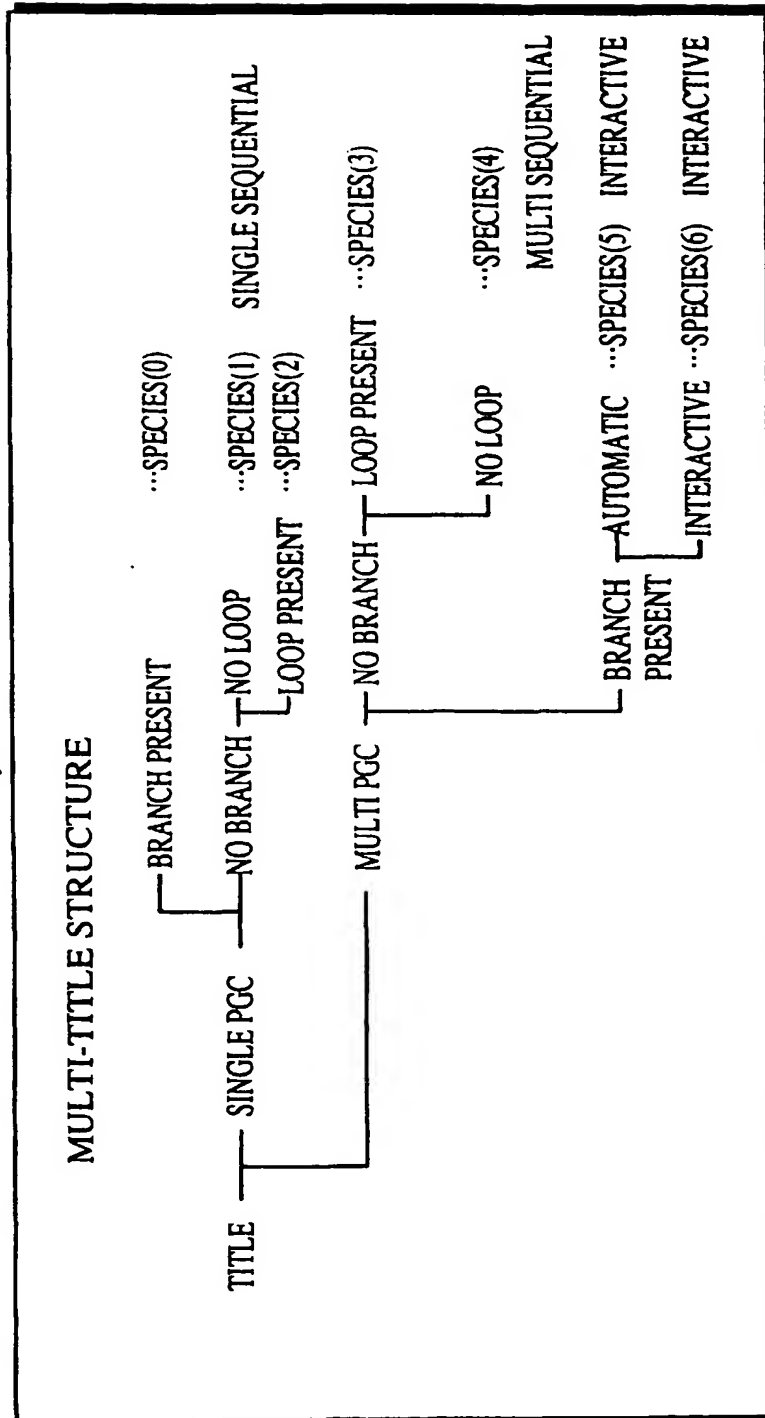 MULTI-TITLE STRUCTURE
BRANCH PRESENT ...SPECIES(0)
TITLE SINGLE PGC NO BRANCH NO LOOP ...SPECIES(1) SINGLE SEQUENTIAL
LOOP PRESENT ...SPECIES(2)
MULTI PGC NO BRANCH LOOP PRESENT ...SPECIES(3)
NO LOOP ...SPECIES(4)
MULTI SEQUENTIAL
BRANCH AUTOMATIC ...SPECIES(5) INTERACTIVE
PRESENT
INTERACTIVE ...SPECIES(6) INTERACTIVE